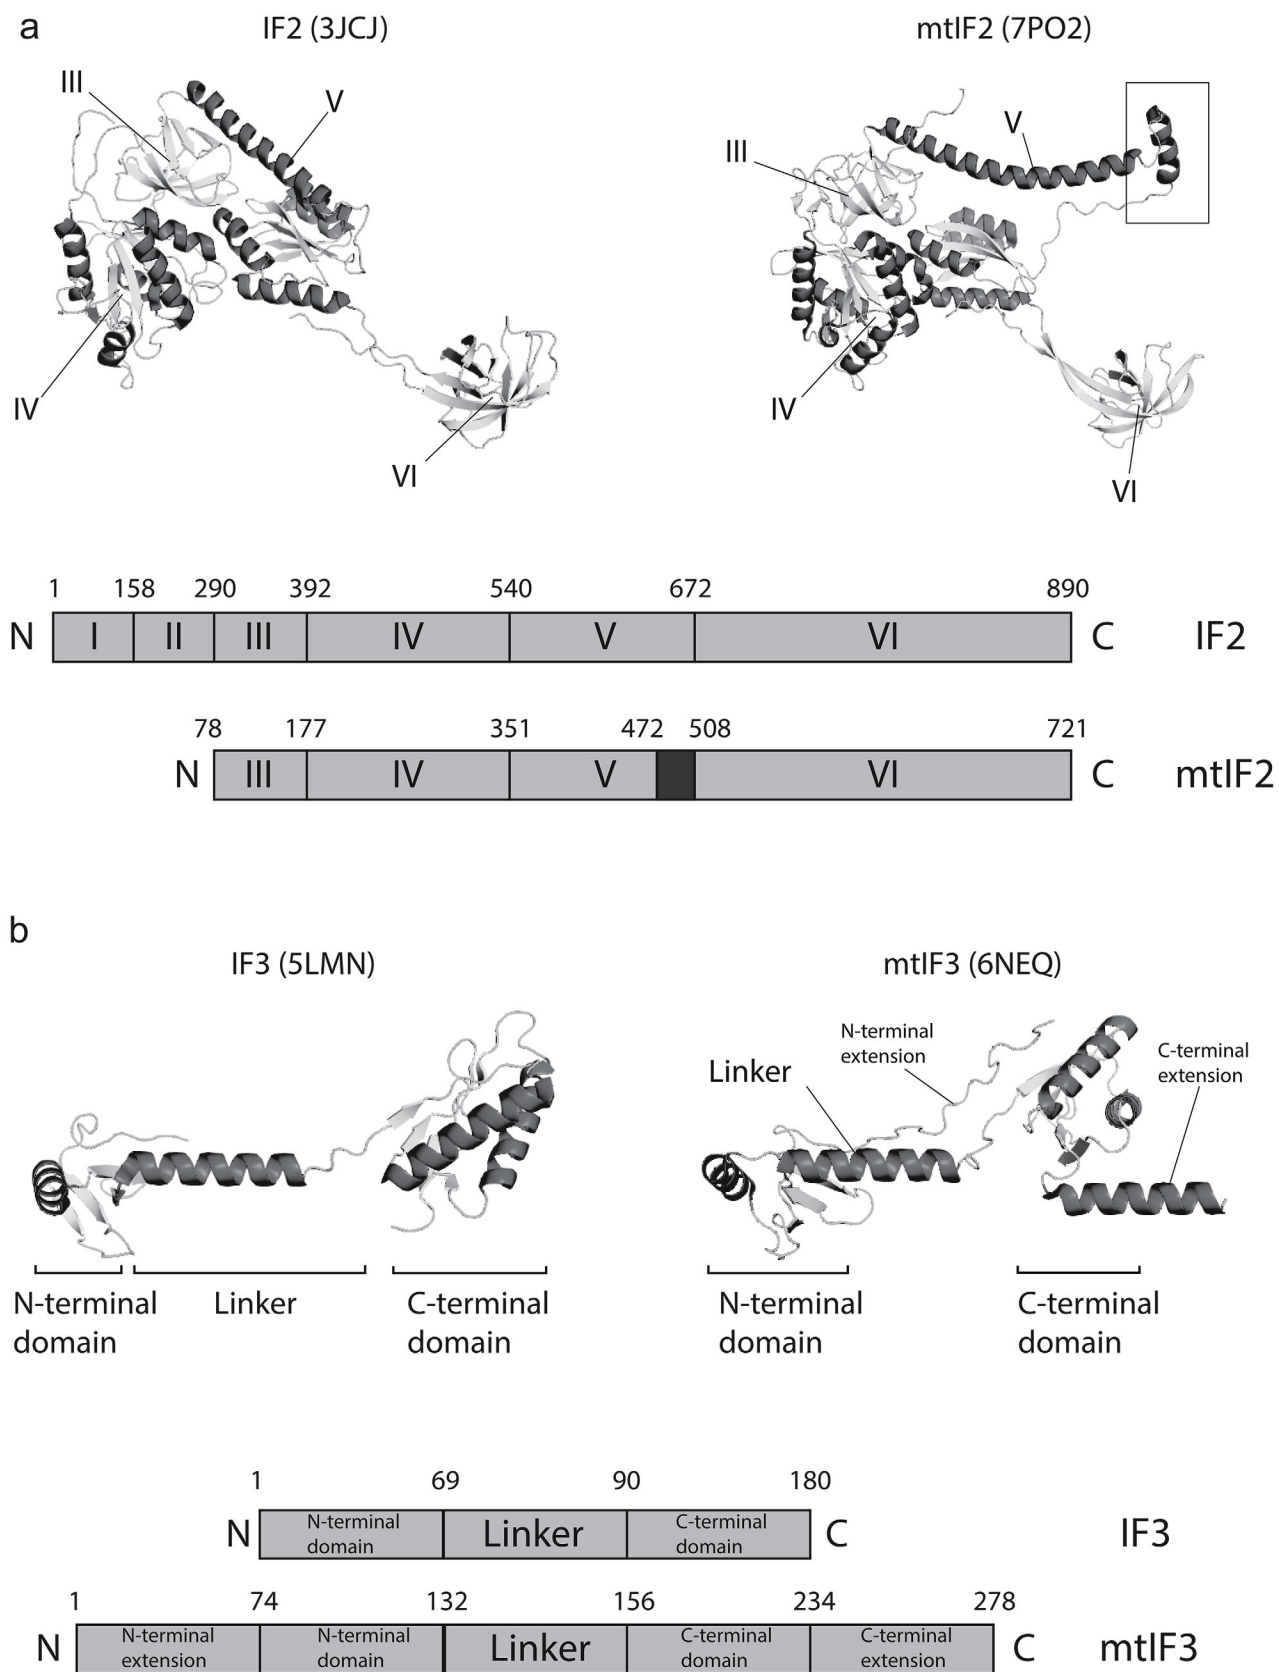 a
IF2 (3JCJ)
mtIF2 (7PO2)
III
V
IV
VI
III
V
IV
VI
1 158 290 392 540 672 890
N I II III IV V VI C IF2
78 177 351 472 508 721
N III IV V VI C mtIF2
b
IF3 (5LMN)
mtIF3 (6NEQ)
N-terminal
extension
Linker
C-terminal
extension
N-terminal
domain
Linker
C-terminal
domain
N-terminal
domain
C-terminal
domain
1 69 90 180
N N-terminal
domain
Linker
C-terminal
domain
C IF3
1 74 132 156 234 278
N N-terminal
extension
N-terminal
domain
Linker
C-terminal
domain
C-terminal
extension
C mtIF3